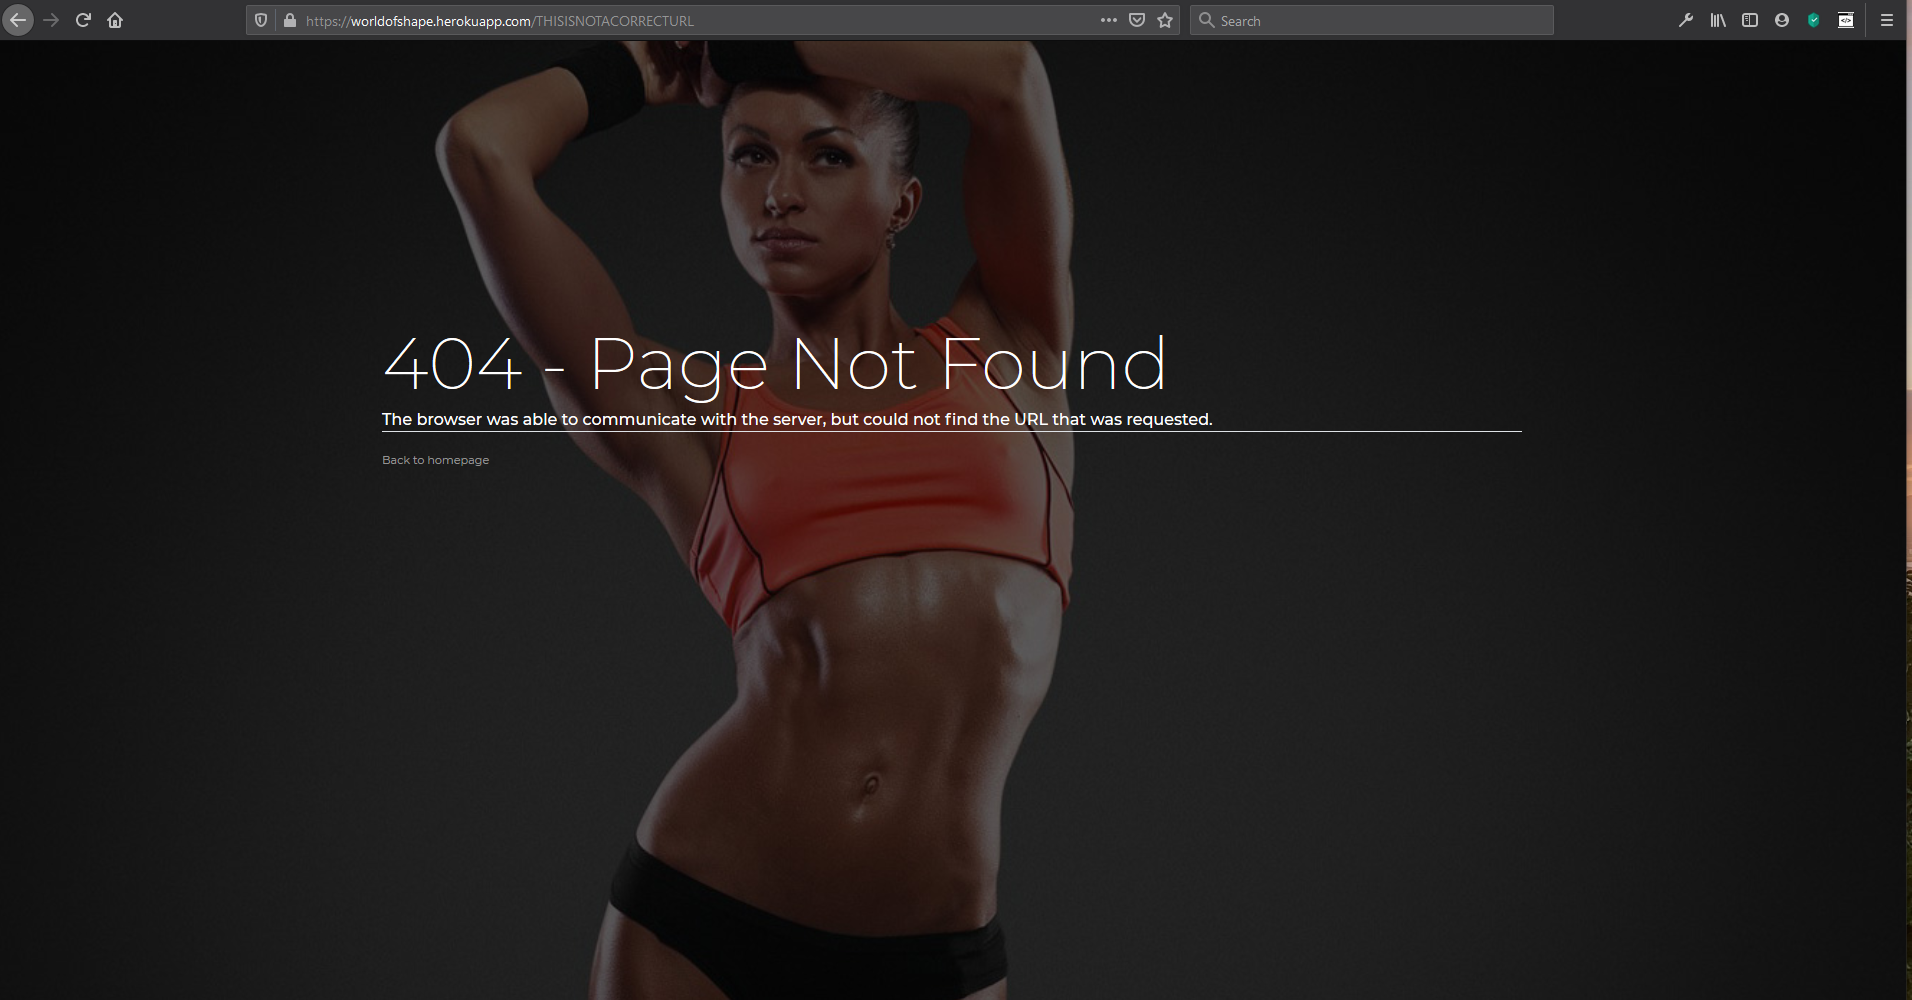 https://worldofshape.herokuapp.com/THISISNOTACORRECTURL
Search
404 - Page Not Found
The browser was able to communicate with the server, but could not find the URL that was requested.
Back to homepage